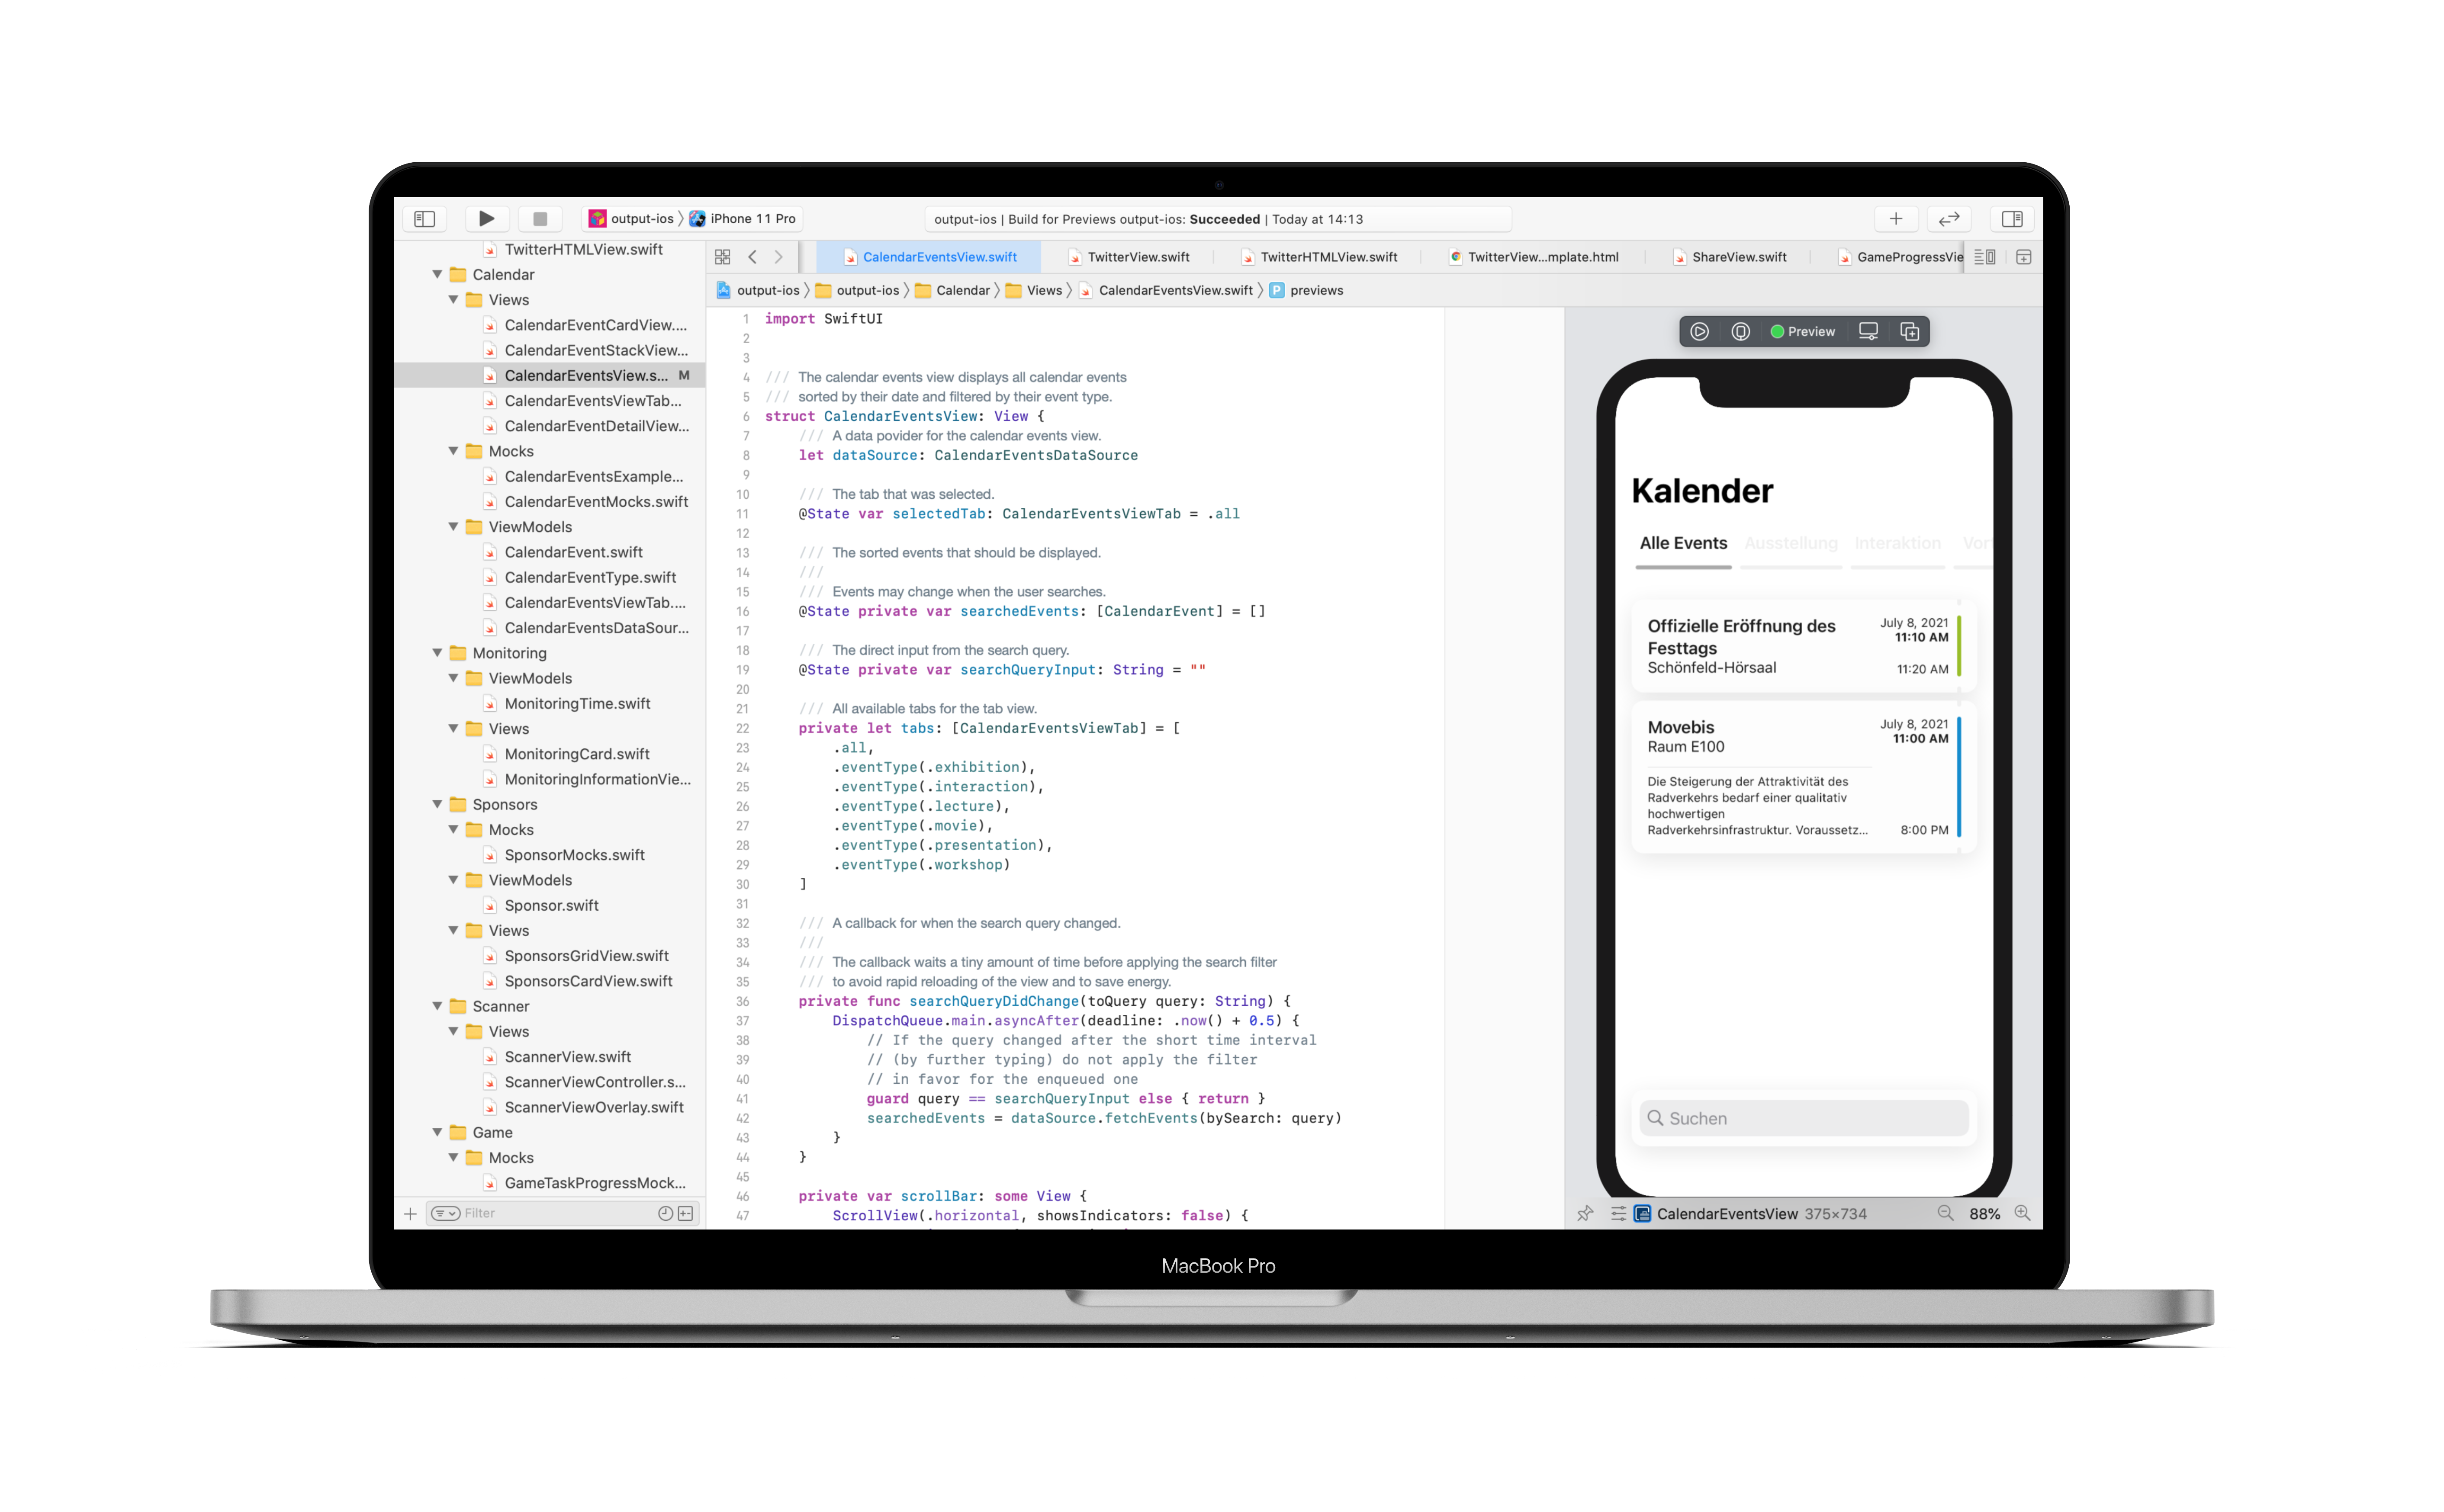 output-ios 〉 iPhone 11 Pro
output-ios | Build for Previews output-ios: Succeeded | Today at 14:13
TwitterHTMLView.swift
Calendar
Views
CalendarEventCardView....
CalendarEventStackView...
CalendarEventsView.s... M
CalendarEventsViewTab...
CalendarEventDetailView...
Mocks
CalendarEventsExample...
CalendarEventMocks.swift
ViewModels
CalendarEvent.swift
CalendarEventType.swift
CalendarEventsViewTab....
CalendarEventsDataSour...
Monitoring
ViewModels
MonitoringTime.swift
Views
MonitoringCard.swift
MonitoringInformationVie...
Sponsors
Mocks
SponsorMocks.swift
ViewModels
Sponsor.swift
Views
SponsorsGridView.swift
SponsorsCardView.swift
Scanner
Views
ScannerView.swift
ScannerViewController.s...
ScannerViewOverlay.swift
Game
Mocks
GameTaskProgressMock...
Filter
CalendarEventsView.swift TwitterView.swift TwitterHTMLView.swift TwitterView...mplate.html ShareView.swift GameProgressVie
output-ios 〉 output-ios 〉 Calendar 〉 Views 〉 CalendarEventsView.swift 〉 P previews
1 import SwiftUI
2
3
4 /// The calendar events view displays all calendar events
5 /// sorted by their date and filtered by their event type.
6 struct CalendarEventsView: View {
7 /// A data povider for the calendar events view.
8 let dataSource: CalendarEventsDataSource
9
10 /// The tab that was selected.
11 @State var selectedTab: CalendarEventsViewTab = .all
12
13 /// The sorted events that should be displayed.
14 ///
15 /// Events may change when the user searches.
16 @State private var searchedEvents: [CalendarEvent] = []
17
18 /// The direct input from the search query.
19 @State private var searchQueryInput: String = ""
20
21 /// All available tabs for the tab view.
22 private let tabs: [CalendarEventsViewTab] = [
23 .all,
24 .eventType(.exhibition),
25 .eventType(.interaction),
26 .eventType(.lecture),
27 .eventType(.movie),
28 .eventType(.presentation),
29 .eventType(.workshop)
30 ]
31
32 /// A callback for when the search query changed.
33 ///
34 /// The callback waits a tiny amount of time before applying the search filter
35 /// to avoid rapid reloading of the view and to save energy.
36 private func searchQueryDidChange(toQuery query: String) {
37 DispatchQueue.main.asyncAfter(deadline: .now() + 0.5) {
38 // If the query changed after the short time interval
39 // (by further typing) do not apply the filter
40 // in favor for the enqueued one
41 guard query == searchQueryInput else { return }
42 searchedEvents = dataSource.fetchEvents(bySearch: query)
43 }
44 }
45
46 private var scrollBar: some View {
47 ScrollView(.horizontal, showsIndicators: false) {
Preview
Kalender
Alle Events Ausstellung Interaktion Vor
Offizielle Eröffnung des
Festtags
Schönfeld-Hörsaal
July 8, 2021
11:10 AM
11:20 AM
Movebis
Raum E100
July 8, 2021
11:00 AM
Die Steigerung der Attraktivität des
Radverkehrs bedarf einer qualitativ
hochwertigen
Radverkehrsinfrastruktur. Voraussetz...
8:00 PM
Suchen
CalendarEventsView 375×734
88%
MacBook Pro